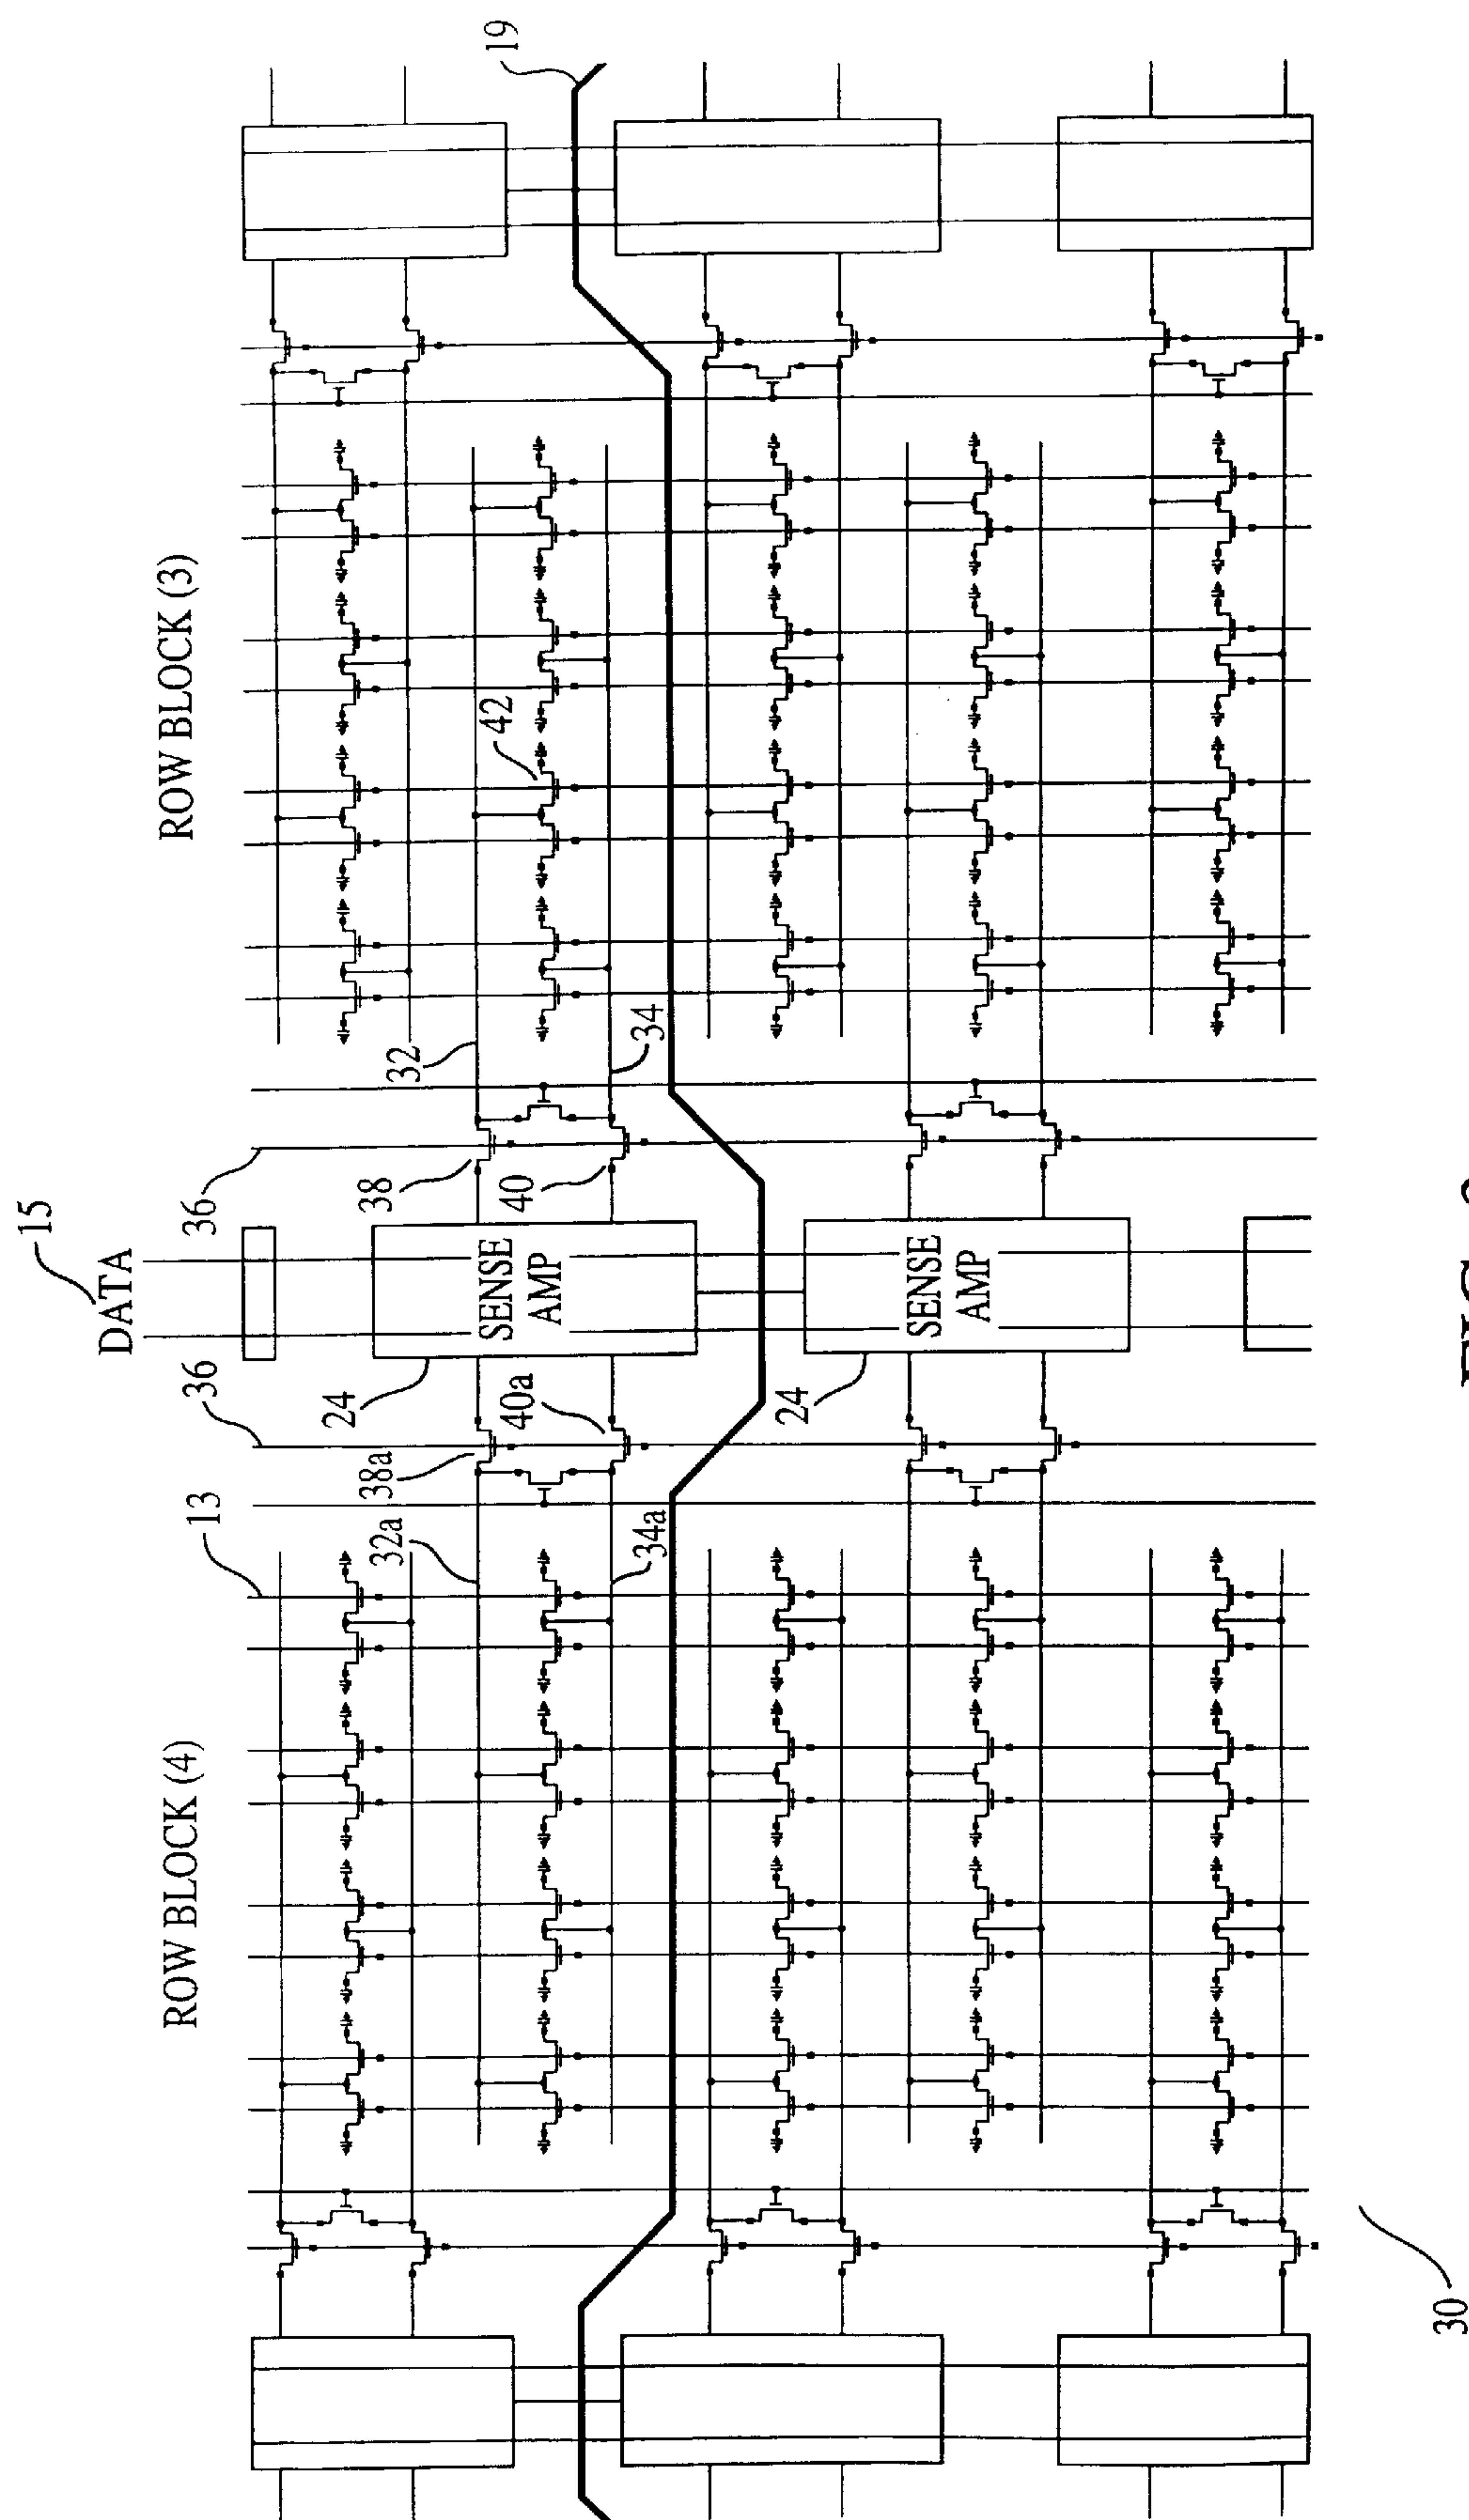 19
ROW BLOCK (3)
42
32
34
36
38
40
15
DATA
SENSE
AMP
SENSE
AMP
24
24
36
38a
40a
13
32a
34a
ROW BLOCK (4)
30